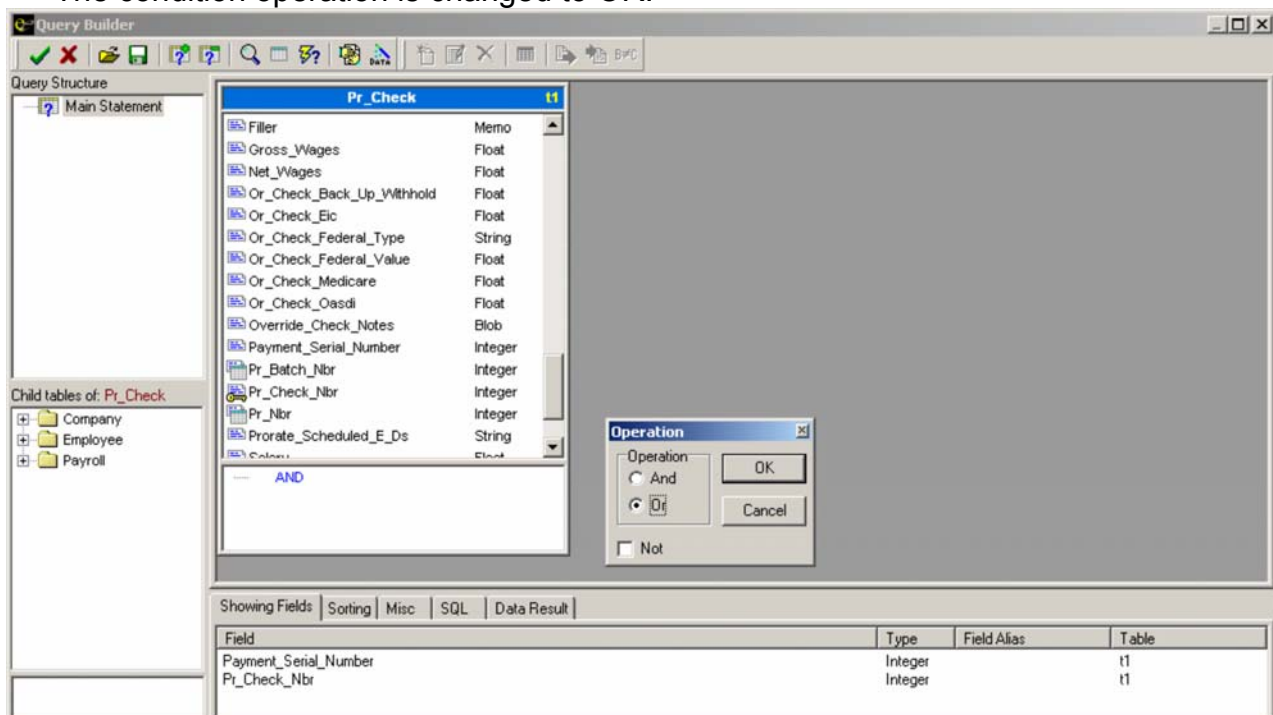 The condition operation is changed to OR.
Query Builder
DATA
B≠C
Query Structure
Main Statement
Pr_Check t1
Filler Memo
Gross_Wages Float
Net_Wages Float
Or_Check_Back_Up_Withhold Float
Or_Check_Eic Float
Or_Check_Federal_Type String
Or_Check_Federal_Value Float
Or_Check_Medicare Float
Or_Check_Oasdi Float
Override_Check_Notes Blob
Payment_Serial_Number Integer
Pr_Batch_Nbr Integer
Pr_Check_Nbr Integer
Pr_Nbr Integer
Prorate_Scheduled_E_Ds String
Salary Float
AND
Child tables of: Pr_Check
Company
Employee
Payroll
Operation
Operation
And
Or
Not
OK
Cancel
Showing Fields Sorting Misc SQL Data Result
Field Type Field Alias Table
Payment_Serial_Number Integer t1
Pr_Check_Nbr Integer t1